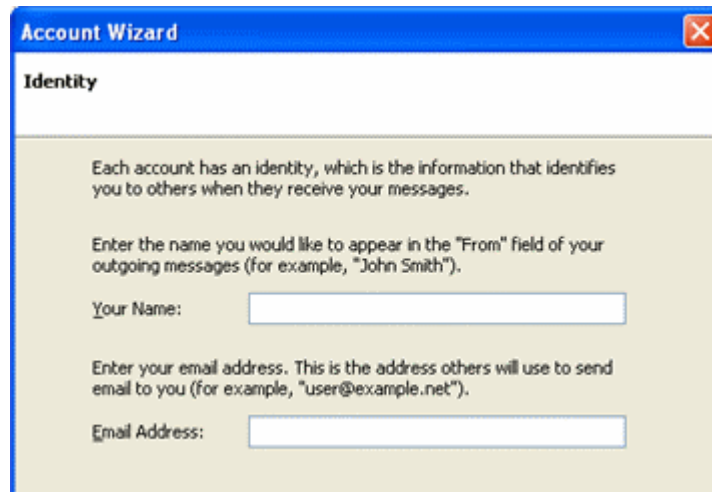 Account Wizard
Identity
Each account has an identity, which is the information that identifies
you to others when they receive your messages.
Enter the name you would like to appear in the "From" field of your
outgoing messages (for example, "John Smith").
Your Name:
Enter your email address. This is the address others will use to send
email to you (for example, "user@example.net").
Email Address: